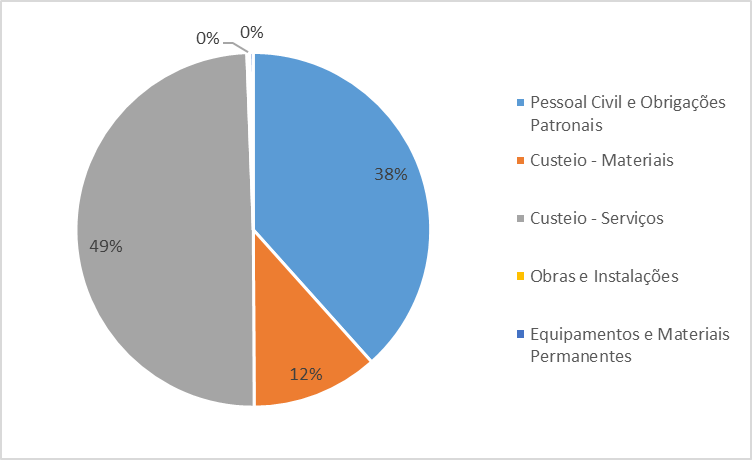 0%
0%
38%
12%
49%
Pessoal Civil e Obrigações
Patronais
Custeio - Materiais
Custeio - Serviços
Obras e Instalações
Equipamentos e Materiais
Permanentes